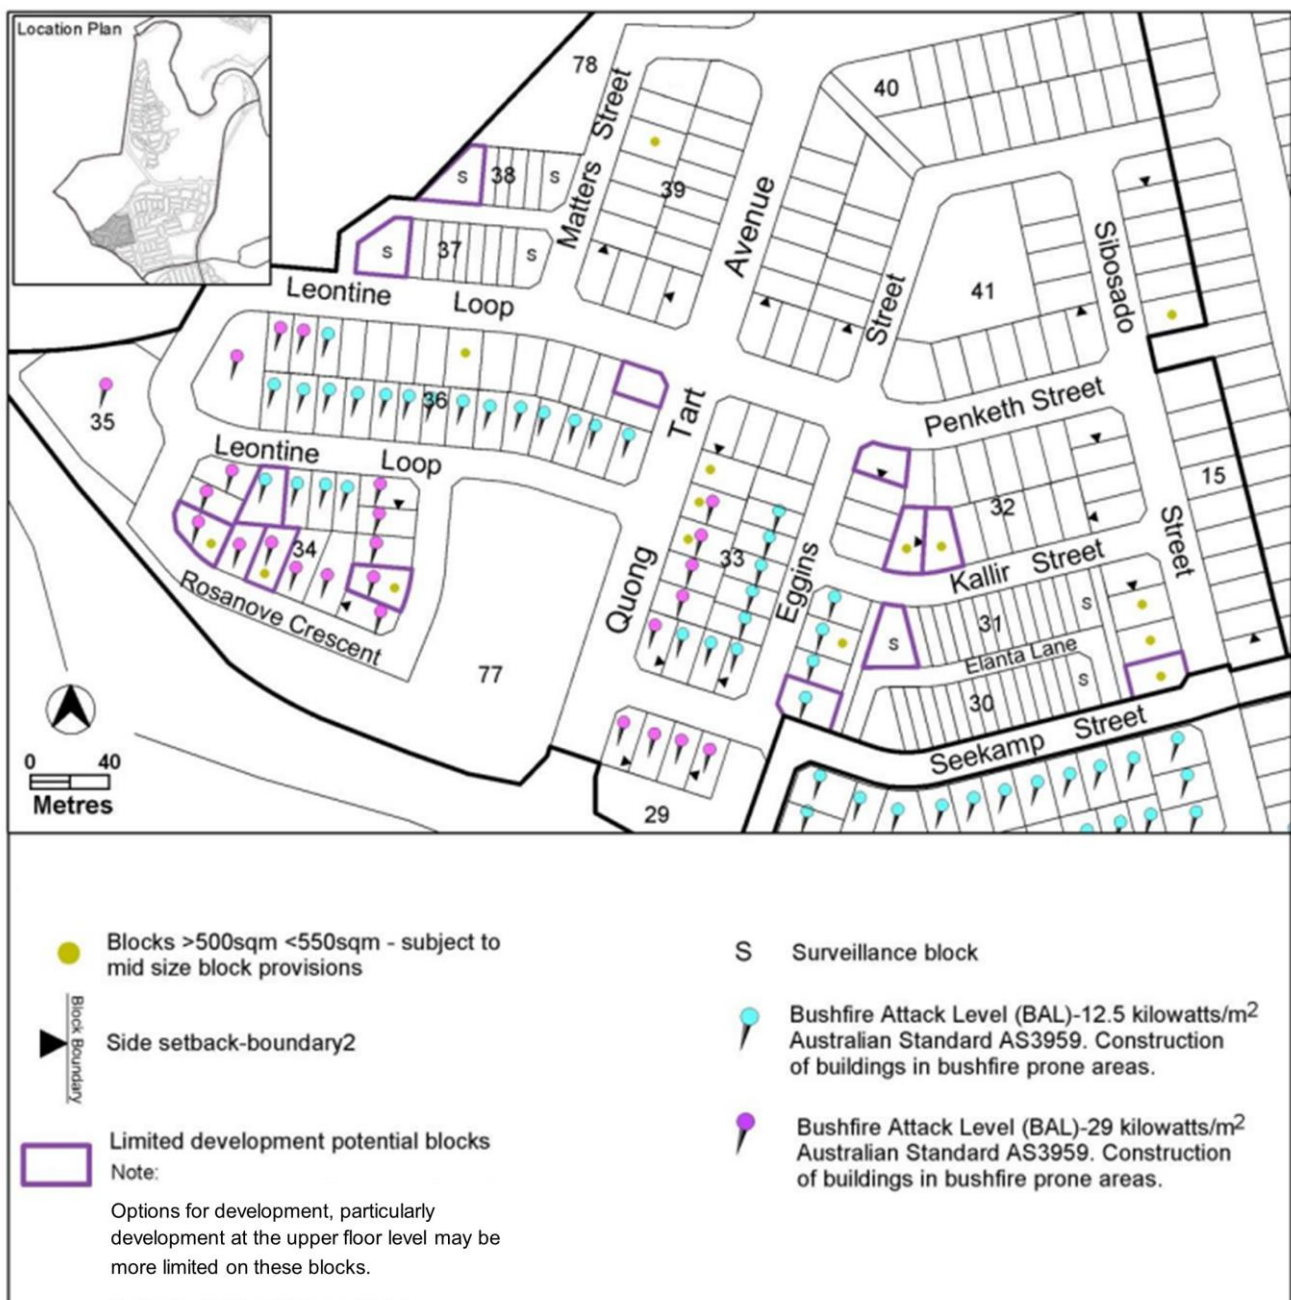 Location Plan
78
40
Matters Street
38
S
S
39
37
S
S
Avenue
Sibosado
41
Leontine
Loop
Street
36
Tart
Penketh Street
35
Leontine
Loop
15
32
34
33
Quong
Eggins
Kallir Street
Street
Rosanove Crescent
31
S
S
Elanta Lane
77
30
S
Seekamp Street
0 40
Metres
29
Blocks >500sqm <550sqm - subject to
mid size block provisions
Block Boundary
Side setback-boundary2
Limited development potential blocks
Note:
Options for development, particularly
development at the upper floor level may be
more limited on these blocks.
S Surveillance block
Bushfire Attack Level (BAL)-12.5 kilowatts/m2
Australian Standard AS3959. Construction
of buildings in bushfire prone areas.
Bushfire Attack Level (BAL)-29 kilowatts/m2
Australian Standard AS3959. Construction
of buildings in bushfire prone areas.